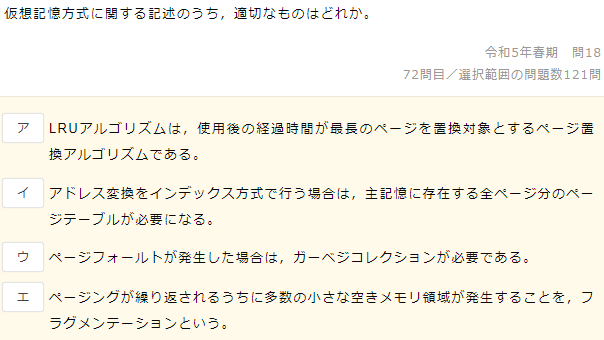 仮想記憶方式に関する記述のうち，適切なものはどれか。
令和5年春期　問18
72問目／選択範囲の問題数121問
ア LRUアルゴリズムは，使用後の経過時間が最長のページを置換対象とするページ置
換アルゴリズムである。
イ アドレス変換をインデックス方式で行う場合は，主記憶に存在する全ページ分のペー
ジテーブルが必要になる。
ウ ページフォールトが発生した場合は，ガーベジコレクションが必要である。
エ ページングが繰り返されるうちに多数の小さな空きメモリ領域が発生することを，フ
ラグメンテーションという。